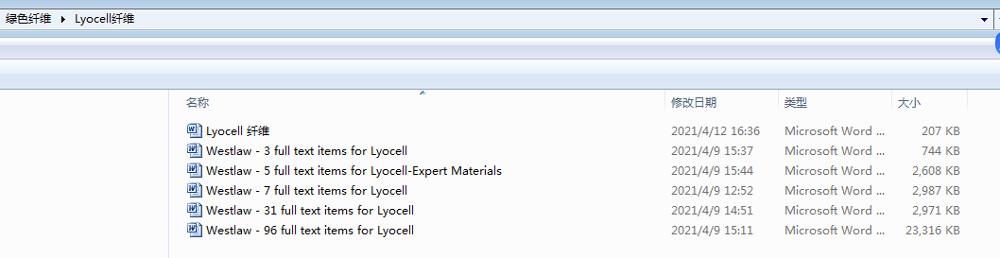 绿色纤维 ▸ Lyocell纤维
名称 修改日期 类型 大小
Lyocell 纤维 2021/4/12 16:36 Microsoft Word ... 207 KB
Westlaw - 3 full text items for Lyocell 2021/4/9 15:37 Microsoft Word ... 744 KB
Westlaw - 5 full text items for Lyocell-Expert Materials 2021/4/9 15:44 Microsoft Word ... 2,608 KB
Westlaw - 7 full text items for Lyocell 2021/4/9 12:52 Microsoft Word ... 2,987 KB
Westlaw - 31 full text items for Lyocell 2021/4/9 14:51 Microsoft Word ... 2,971 KB
Westlaw - 96 full text items for Lyocell 2021/4/9 15:11 Microsoft Word ... 23,316 KB